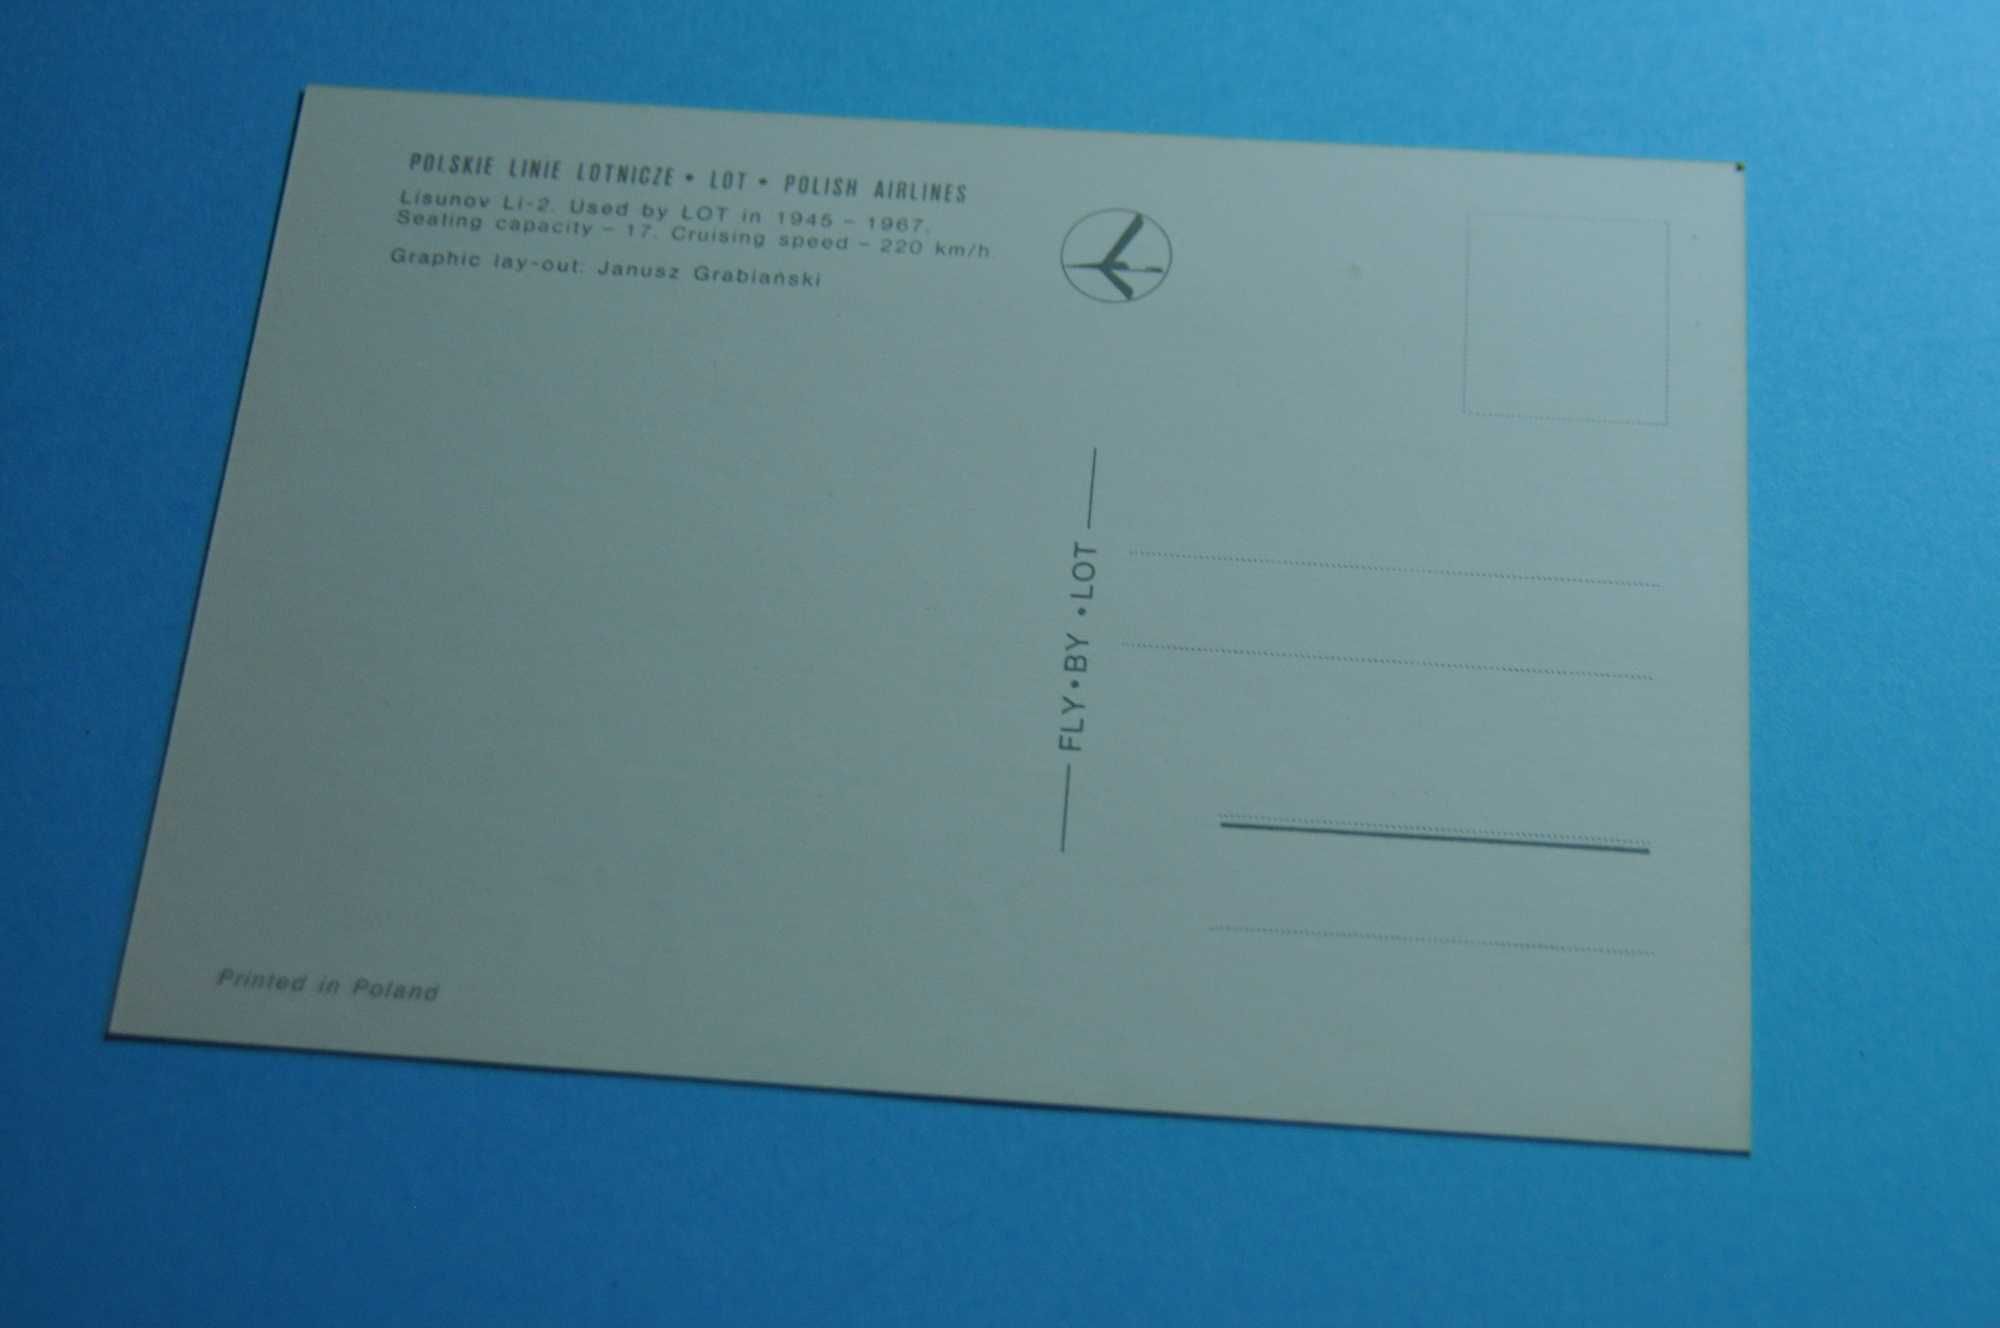 POLSKIE LINIE LOTNICZE • LOT • POLISH AIRLINES
Lisunov Li-2. Used by LOT in 1945 – 1967.
Seating capacity – 17. Cruising speed – 220 km/h.
Graphic lay-out: Janusz Grabiański
FLY • BY • LOT
Printed in Poland